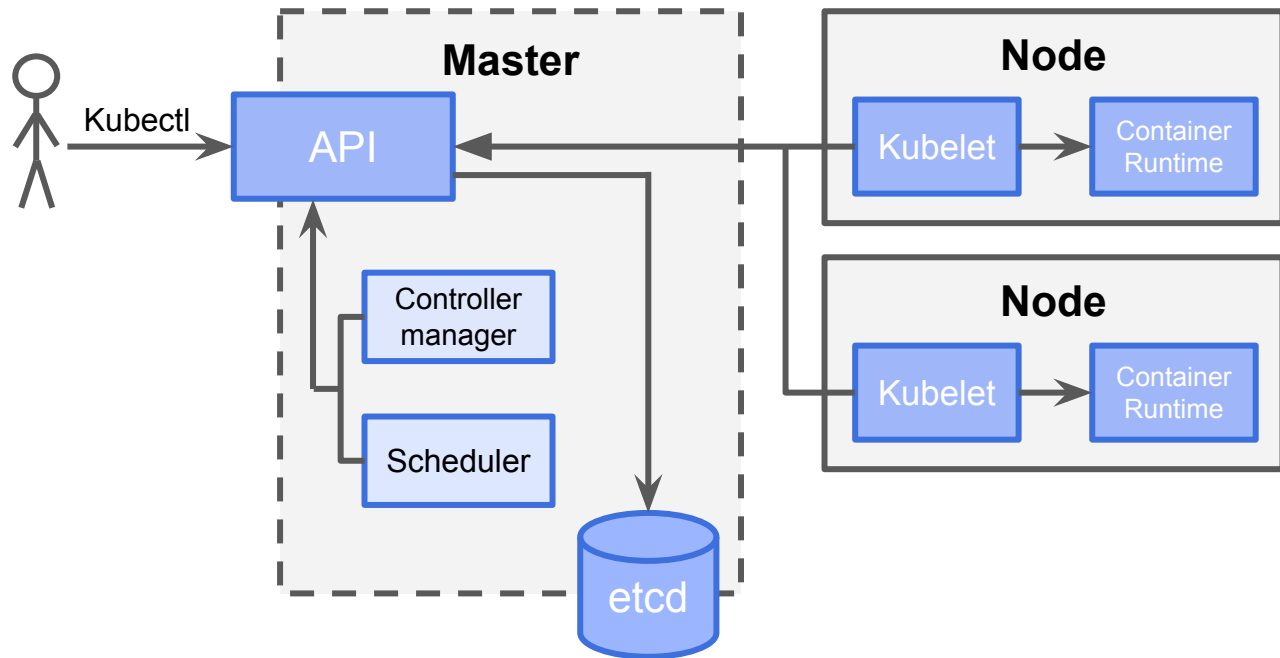 Master
Kubectl
API
Controller
manager
Scheduler
etcd
Node
Kubelet
Container
Runtime
Node
Kubelet
Container
Runtime